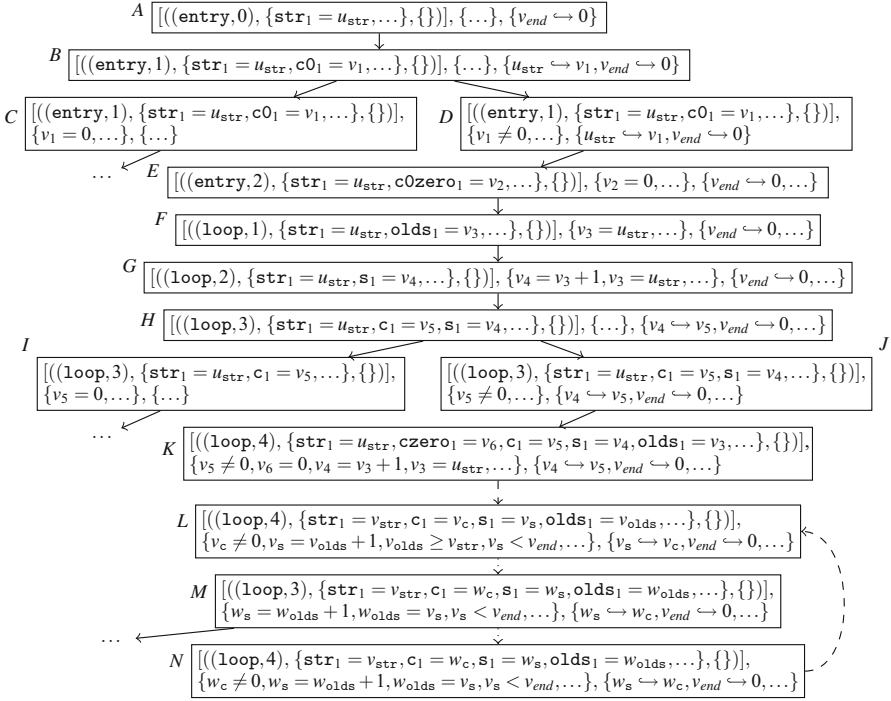 A [((entry,0), {str₁ = u_str,…},{})], {…}, {v_end ↪ 0}
B [((entry,1), {str₁ = u_str,c0₁ = v₁,…},{})], {…}, {u_str ↪ v₁,v_end ↪ 0}
C [((entry,1), {str₁ = u_str,c0₁ = v₁,…},{})],
{v₁ = 0,…}, {…}
D [((entry,1), {str₁ = u_str,c0₁ = v₁,…},{})],
{v₁ ≠ 0,…}, {u_str ↪ v₁,v_end ↪ 0}
…
E [((entry,2), {str₁ = u_str,c0zero₁ = v₂,…},{})], {v₂ = 0,…}, {v_end ↪ 0,…}
F [((loop,1), {str₁ = u_str,olds₁ = v₃,…},{})], {v₃ = u_str,…}, {v_end ↪ 0,…}
G [((loop,2), {str₁ = u_str,s₁ = v₄,…},{})], {v₄ = v₃ + 1,v₃ = u_str,…}, {v_end ↪ 0,…}
H [((loop,3), {str₁ = u_str,c₁ = v₅,s₁ = v₄,…},{})], {…}, {v₄ ↪ v₅,v_end ↪ 0,…}
I [((loop,3), {str₁ = u_str,c₁ = v₅,…},{})],
{v₅ = 0,…}, {…}
J [((loop,3), {str₁ = u_str,c₁ = v₅,s₁ = v₄,…},{})],
{v₅ ≠ 0,…}, {v₄ ↪ v₅,v_end ↪ 0,…}
…
K [((loop,4), {str₁ = u_str,czero₁ = v₆,c₁ = v₅,s₁ = v₄,olds₁ = v₃,…},{})],
{v₅ ≠ 0,v₆ = 0,v₄ = v₃ + 1,v₃ = u_str,…}, {v₄ ↪ v₅,v_end ↪ 0,…}
L [((loop,4), {str₁ = v_str,c₁ = v_c,s₁ = v_s,olds₁ = v_olds,…},{})],
{v_c ≠ 0,v_s = v_olds + 1,v_olds ≥ v_str,v_s < v_end,…}, {v_s ↪ v_c,v_end ↪ 0,…}
M [((loop,3), {str₁ = v_str,c₁ = w_c,s₁ = w_s,olds₁ = w_olds,…},{})],
{w_s = w_olds + 1,w_olds = v_s,v_s < v_end,…}, {w_s ↪ w_c,v_end ↪ 0,…}
…
N [((loop,4), {str₁ = v_str,c₁ = w_c,s₁ = w_s,olds₁ = w_olds,…},{})],
{w_c ≠ 0,w_s = w_olds + 1,w_olds = v_s,v_s < v_end,…}, {w_s ↪ w_c,v_end ↪ 0,…}